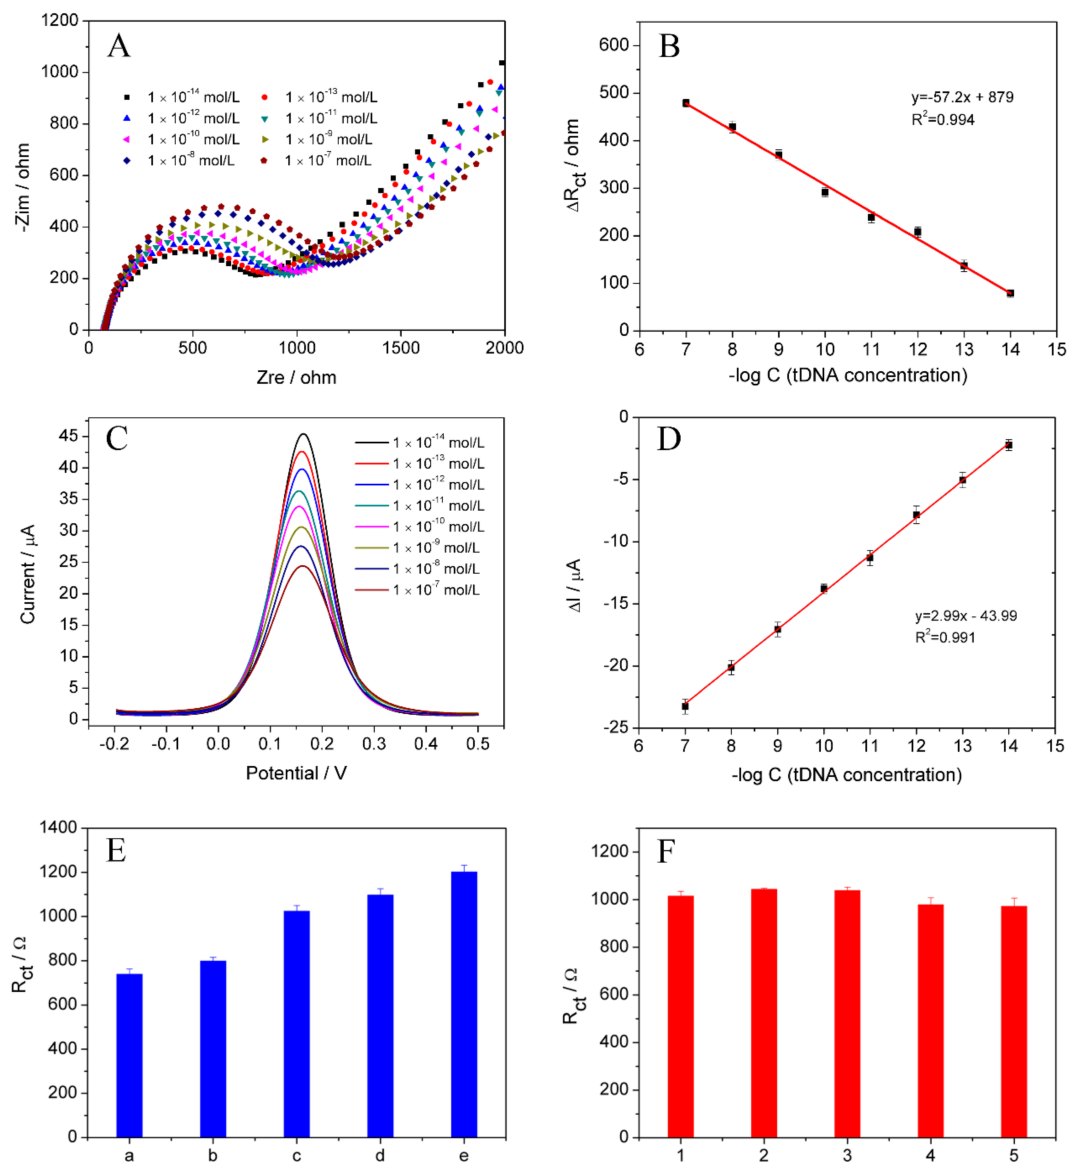 A
1200
1000
800
600
400
200
0
-Zim / ohm
1 × 10⁻¹⁴ mol/L 1 × 10⁻¹³ mol/L
1 × 10⁻¹² mol/L 1 × 10⁻¹¹ mol/L
1 × 10⁻¹⁰ mol/L 1 × 10⁻⁹ mol/L
1 × 10⁻⁸ mol/L 1 × 10⁻⁷ mol/L
0 500 1000 1500 2000
Zre / ohm
B
600
500
400
300
200
100
0
ΔRct / ohm
y=-57.2x + 879
R²=0.994
6 7 8 9 10 11 12 13 14 15
-log C (tDNA concentration)
C
45
40
35
30
25
20
15
10
5
0
Current / μA
1 × 10⁻¹⁴ mol/L
1 × 10⁻¹³ mol/L
1 × 10⁻¹² mol/L
1 × 10⁻¹¹ mol/L
1 × 10⁻¹⁰ mol/L
1 × 10⁻⁹ mol/L
1 × 10⁻⁸ mol/L
1 × 10⁻⁷ mol/L
-0.2 -0.1 0.0 0.1 0.2 0.3 0.4 0.5
Potential / V
D
0
-5
-10
-15
-20
-25
ΔI / μA
y=2.99x - 43.99
R²=0.991
6 7 8 9 10 11 12 13 14 15
-log C (tDNA concentration)
E
1400
1200
1000
800
600
400
200
0
Rct / Ω
a b c d e
F
1200
1000
800
600
400
200
0
Rct / Ω
1 2 3 4 5